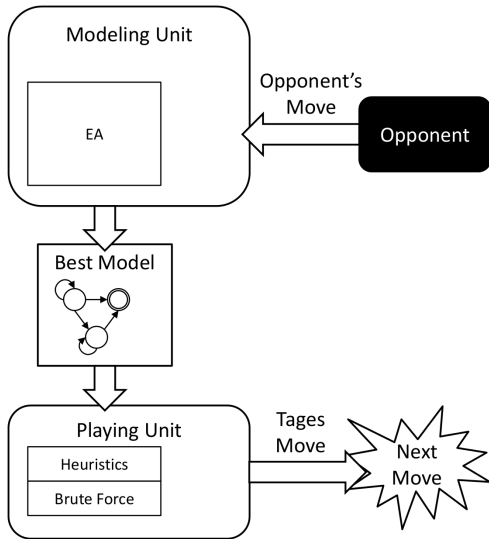 Modeling Unit
EA
Opponent's
Move
Opponent
Best Model
Playing Unit
Heuristics
Brute Force
Tages
Move
Next
Move